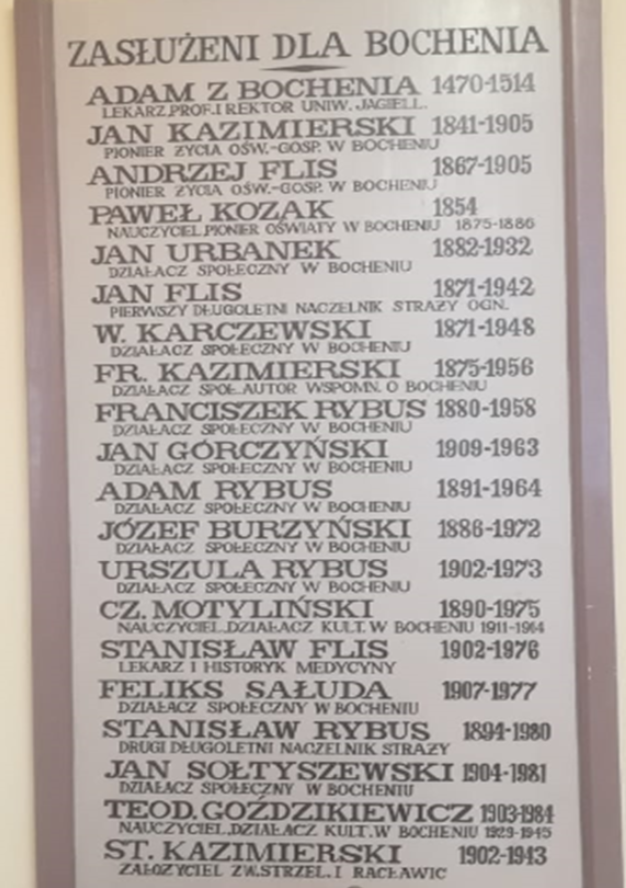 ZASŁUŻENI DLA BOCHENIA
ADAM Z BOCHENIA 1470-1514
LEKARZ,PROF.I REKTOR UNIW. JAGIELL.
JAN KAZIMIERSKI 1841-1905
PIONIER ŻYCIA OŚW.-GOSP. W BOCHENIU
ANDRZEJ FLIS 1867-1905
PIONIER ŻYCIA OŚW.-GOSP. W BOCHENIU
PAWEŁ KOZAK 1854
NAUCZYCIEL,PIONIER OŚWIATY W BOCHENIU 1875-1886
JAN URBANEK 1882-1932
DZIAŁACZ SPOŁECZNY W BOCHENIU
JAN FLIS 1871-1942
PIERWSZY DŁUGOLETNI NACZELNIK STRAŻY OGN.
W. KARCZEWSKI 1871-1948
DZIAŁACZ SPOŁECZNY W BOCHENIU
FR. KAZIMIERSKI 1875-1956
DZIAŁACZ SPOŁ.AUTOR WSPOMN. O BOCHENIU
FRANCISZEK RYBUS 1880-1958
DZIAŁACZ SPOŁECZNY W BOCHENIU
JAN GÓRCZYŃSKI 1909-1963
DZIAŁACZ SPOŁECZNY W BOCHENIU
ADAM RYBUS 1891-1964
DZIAŁACZ SPOŁECZNY W BOCHENIU
JÓZEF BURZYŃSKI 1886-1972
DZIAŁACZ SPOŁECZNY W BOCHENIU
URSZULA RYBUS 1902-1973
DZIAŁACZ SPOŁECZNY W BOCHENIU
CZ. MOTYLIŃSKI 1890-1975
NAUCZYCIEL.DZIAŁACZ KULT. W BOCHENIU 1911-1914
STANISŁAW FLIS 1902-1976
LEKARZ I HISTORYK MEDYCYNY
FELIKS SAŁUDA 1907-1977
DZIAŁACZ SPOŁECZNY W BOCHENIU
STANISŁAW RYBUS 1894-1980
DRUGI DŁUGOLETNI NACZELNIK STRAŻY
JAN SOŁTYSZEWSKI 1904-1981
DZIAŁACZ SPOŁECZNY W BOCHENIU
TEOD. GOŹDZIKIEWICZ 1903-1984
NAUCZYCIEL.DZIAŁACZ KULT.W BOCHENIU 1929-1945
ST. KAZIMIERSKI 1902-1943
ZAŁOŻYCIEL ZW.STRZEL. I RACŁAWIC